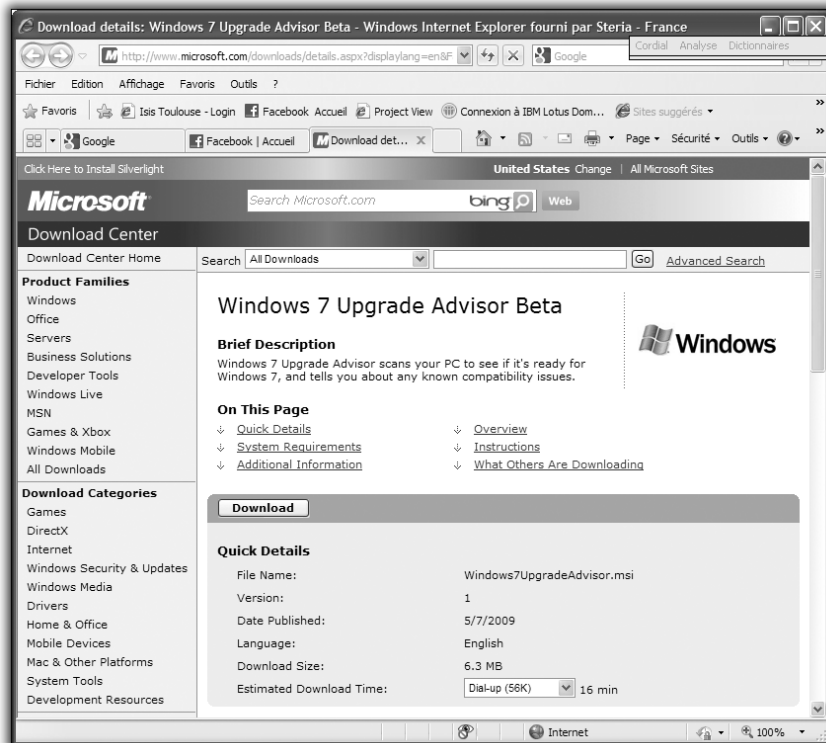 Download details: Windows 7 Upgrade Advisor Beta - Windows Internet Explorer fourni par Steria - France
Cordial Analyse Dictionnaires
http://www.microsoft.com/downloads/details.aspx?displaylang=en&F
Google
Fichier Edition Affichage Favoris Outils ?
Favoris Isis Toulouse - Login Facebook Accueil Project View Connexion à IBM Lotus Dom... Sites suggérés
Google Facebook | Accueil Download det... X Page Sécurité Outils
Click Here to Install Silverlight United States Change | All Microsoft Sites
Microsoft Search Microsoft.com bing Web
Download Center
Download Center Home
Search All Downloads Go Advanced Search
Product Families
Windows
Office
Servers
Business Solutions
Developer Tools
Windows Live
MSN
Games & Xbox
Windows Mobile
All Downloads
Download Categories
Games
DirectX
Internet
Windows Security & Updates
Windows Media
Drivers
Home & Office
Mobile Devices
Mac & Other Platforms
System Tools
Development Resources
Windows 7 Upgrade Advisor Beta
Windows
Brief Description
Windows 7 Upgrade Advisor scans your PC to see if it's ready for
Windows 7, and tells you about any known compatibility issues.
On This Page
Quick Details Overview
System Requirements Instructions
Additional Information What Others Are Downloading
Download
Quick Details
File Name: Windows7UpgradeAdvisor.msi
Version: 1
Date Published: 5/7/2009
Language: English
Download Size: 6.3 MB
Estimated Download Time: Dial-up (56K) 16 min
Internet 100%